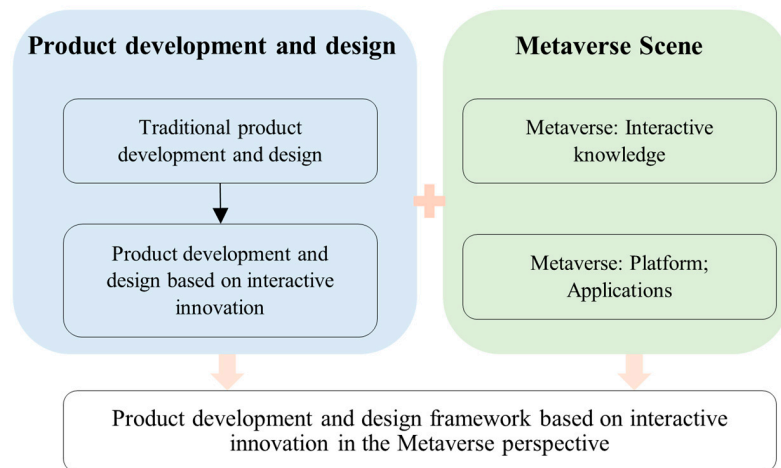 Product development and design
Traditional product
development and design
Product development and
design based on interactive
innovation
Metaverse Scene
Metaverse: Interactive
knowledge
Metaverse: Platform;
Applications
Product development and design framework based on interactive
innovation in the Metaverse perspective